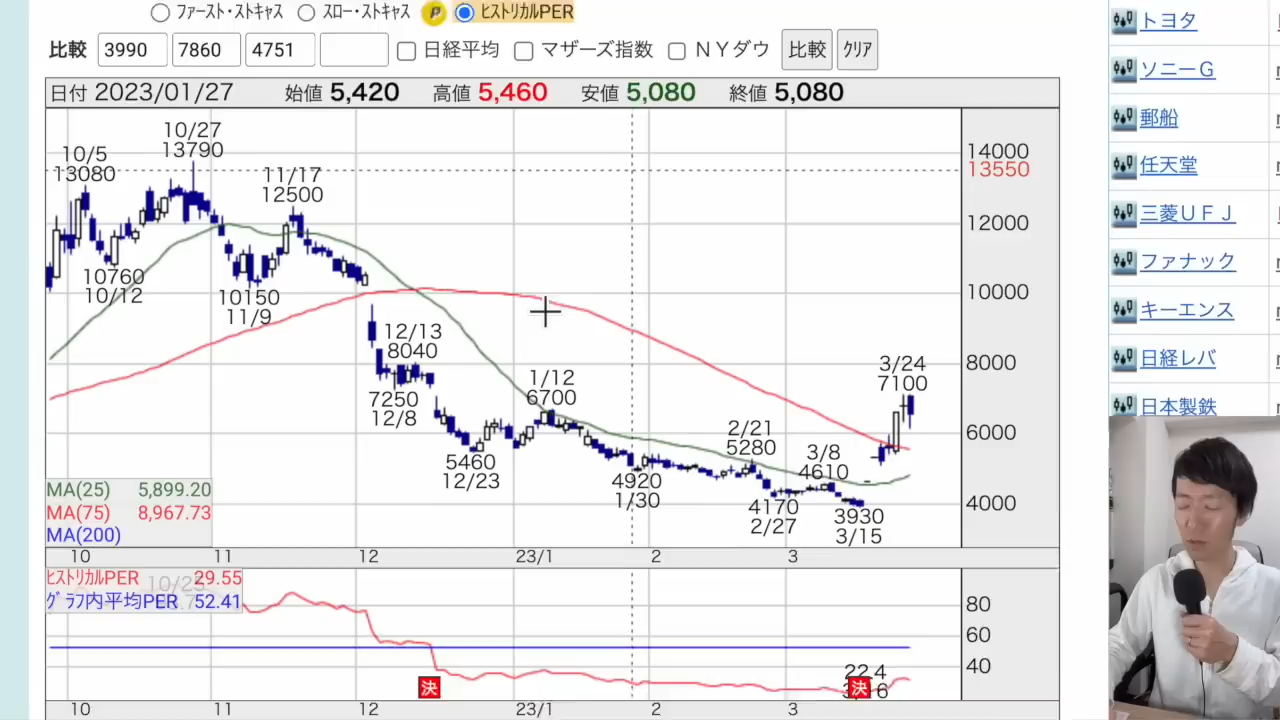 ﾌｧｰｽﾄ･ｽﾄｷｬｽ ｽﾛｰ･ｽﾄｷｬｽ P ﾋｽﾄﾘｶﾙPER
比較 3990 7860 4751 日経平均 マザーズ指数 ＮＹダウ 比較 ｸﾘｱ
日付 2023/01/27 始値 5,420 高値 5,460 安値 5,080 終値 5,080
10/27
13790
10/5
13080
11/17
12500
10760
10/12
10150
11/9
12/13
8040
7250
12/8
1/12
6700
5460
12/23
4920
1/30
2/21
5280
4170
2/27
3/8
4610
3930
3/15
3/24
7100
14000
13550
12000
10000
8000
6000
4000
MA(25) 5,899.20
MA(75) 8,967.73
MA(200)
10 11 12 23/1 2 3
ﾋｽﾄﾘｶﾙPER 29.55
ｸﾞﾗﾌ内平均PER 52.41
80
60
40
22.4
決 決
10 11 12 23/1 2 3
トヨタ
ソニーＧ
郵船
任天堂
三菱ＵＦＪ
ファナック
キーエンス
日経レバ
日本製鉄